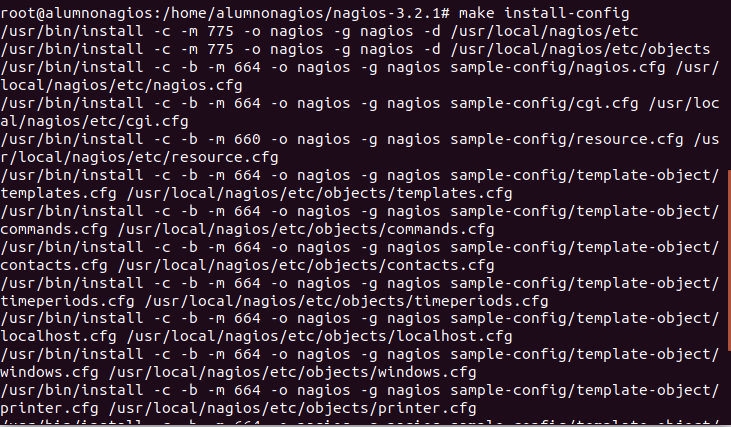 root@alumnonagios:/home/alumnonagios/nagios-3.2.1# make install-config
/usr/bin/install -c -m 775 -o nagios -g nagios -d /usr/local/nagios/etc
/usr/bin/install -c -m 775 -o nagios -g nagios -d /usr/local/nagios/etc/objects
/usr/bin/install -c -b -m 664 -o nagios -g nagios sample-config/nagios.cfg /usr/
local/nagios/etc/nagios.cfg
/usr/bin/install -c -b -m 664 -o nagios -g nagios sample-config/cgi.cfg /usr/loc
al/nagios/etc/cgi.cfg
/usr/bin/install -c -b -m 660 -o nagios -g nagios sample-config/resource.cfg /us
r/local/nagios/etc/resource.cfg
/usr/bin/install -c -b -m 664 -o nagios -g nagios sample-config/template-object/
templates.cfg /usr/local/nagios/etc/objects/templates.cfg
/usr/bin/install -c -b -m 664 -o nagios -g nagios sample-config/template-object/
commands.cfg /usr/local/nagios/etc/objects/commands.cfg
/usr/bin/install -c -b -m 664 -o nagios -g nagios sample-config/template-object/
contacts.cfg /usr/local/nagios/etc/objects/contacts.cfg
/usr/bin/install -c -b -m 664 -o nagios -g nagios sample-config/template-object/
timeperiods.cfg /usr/local/nagios/etc/objects/timeperiods.cfg
/usr/bin/install -c -b -m 664 -o nagios -g nagios sample-config/template-object/
localhost.cfg /usr/local/nagios/etc/objects/localhost.cfg
/usr/bin/install -c -b -m 664 -o nagios -g nagios sample-config/template-object/
windows.cfg /usr/local/nagios/etc/objects/windows.cfg
/usr/bin/install -c -b -m 664 -o nagios -g nagios sample-config/template-object/
printer.cfg /usr/local/nagios/etc/objects/printer.cfg